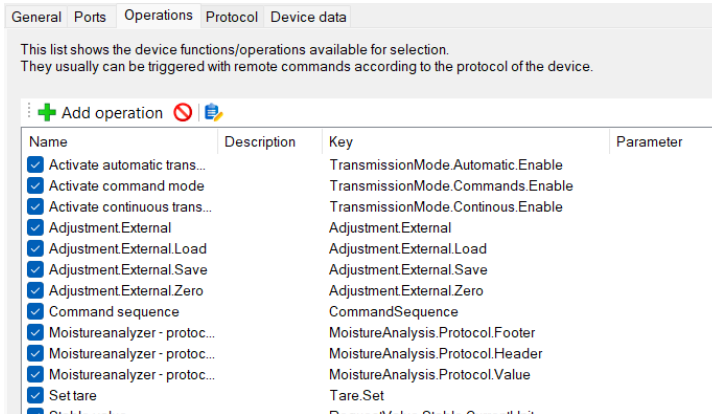 General Ports Operations Protocol Device data
This list shows the device functions/operations available for selection.
They usually can be triggered with remote commands according to the protocol of the device.
Add operation
Name Description Key Parameter
Activate automatic trans... TransmissionMode.Automatic.Enable
Activate command mode TransmissionMode.Commands.Enable
Activate continuous trans... TransmissionMode.Continous.Enable
Adjustment.External Adjustment.External
Adjustment.External.Load Adjustment.External.Load
Adjustment.External.Save Adjustment.External.Save
Adjustment.External.Zero Adjustment.External.Zero
Command sequence CommandSequence
Moistureanalyzer - protoc... MoistureAnalysis.Protocol.Footer
Moistureanalyzer - protoc... MoistureAnalysis.Protocol.Header
Moistureanalyzer - protoc... MoistureAnalysis.Protocol.Value
Set tare Tare.Set